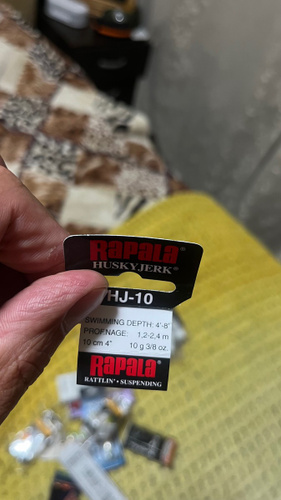 Rapala®
HUSKYJERK®
HJ-10
SWIMMING DEPTH: 4'-8'
PROFNAGE: 1,2-2,4 m
10 cm 4" 10 g 3/8 oz.
Rapala®
RATTLIN' • SUSPENDING